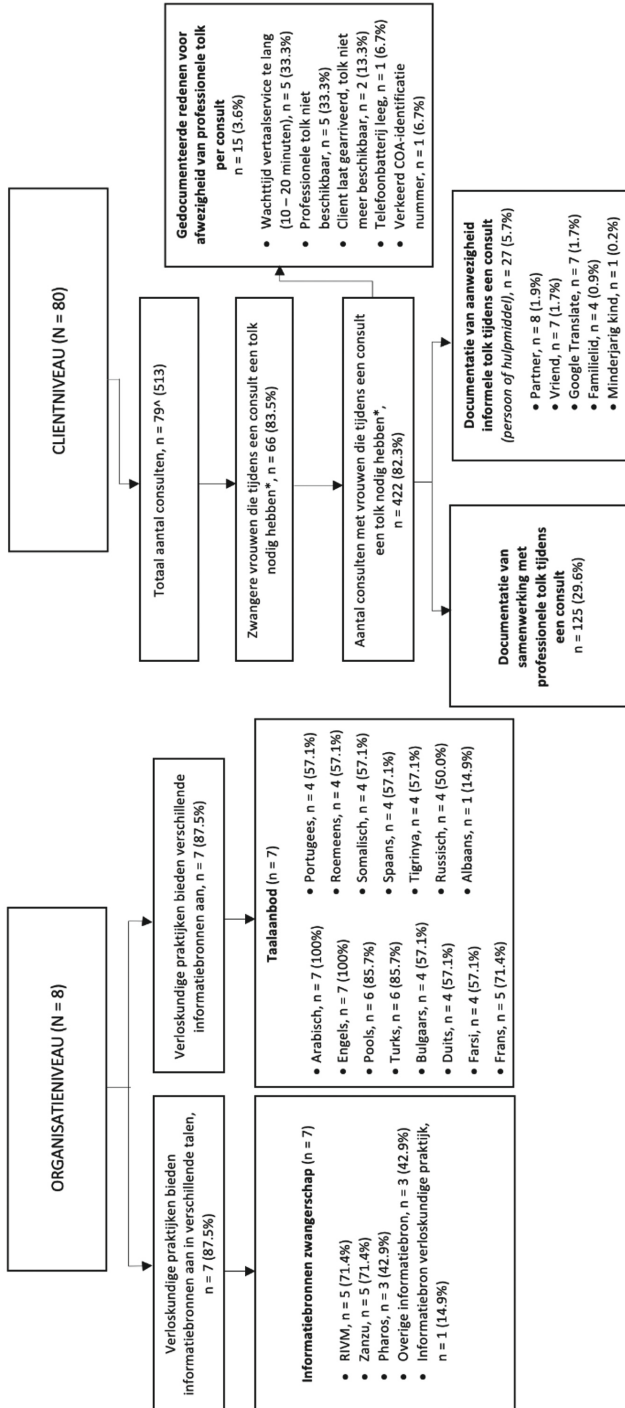 ORGANISATIENIVEAU (N = 8)
Verloskundige praktijken bieden
informatiebronnen aan in verschillende talen,
n = 7 (87.5%)
Informatiebronnen zwangerschap (n = 7)
• RIVM, n = 5 (71.4%)
• Zanzu, n = 5 (71.4%)
• Pharos, n = 3 (42.9%)
• Overige informatiebron, n = 3 (42.9%)
• Informatiebron verloskundige praktijk,
n = 1 (14.9%)
Verloskundige praktijken bieden verschillende
informatiebronnen aan, n = 7 (87.5%)
Taalaanbod (n = 7)
• Arabisch, n = 7 (100%)
• Engels, n = 7 (100%)
• Pools, n = 6 (85.7%)
• Turks, n = 6 (85.7%)
• Bulgaars, n = 4 (57.1%)
• Duits, n = 4 (57.1%)
• Farsi, n = 4 (57.1%)
• Frans, n = 5 (71.4%)
• Portugees, n = 4 (57.1%)
• Roemeens, n = 4 (57.1%)
• Somalisch, n = 4 (57.1%)
• Spaans, n = 4 (57.1%)
• Tigrinya, n = 4 (57.1%)
• Russisch, n = 4 (50.0%)
• Albaans, n = 1 (14.9%)
CLIENTNIVEAU (N = 80)
Totaal aantal consulten, n = 79^ (513)
Zwangere vrouwen die tijdens een consult een tolk
nodig hebben*, n = 66 (83.5%)
Aantal consulten met vrouwen die tijdens een consult
een tolk nodig hebben*,
n = 422 (82.3%)
Documentatie van
samenwerking met
professionele tolk tijdens
een consult
n = 125 (29.6%)
Documentatie van aanwezigheid
informele tolk tijdens een consult
(persoon of hulpmiddel), n = 27 (5.7%)
• Partner, n = 8 (1.9%)
• Vriend, n = 7 (1.7%)
• Google Translate, n = 7 (1.7%)
• Familielid, n = 4 (0.9%)
• Minderjarig kind, n = 1 (0.2%)
Gedocumenteerde redenen voor
afwezigheid van professionele tolk
per consult
n = 15 (3.6%)
• Wachttijd vertaalservice te lang
(10 – 20 minuten), n = 5 (33.3%)
• Professionele tolk niet
beschikbaar, n = 5 (33.3%)
• Client laat gearriveerd, tolk niet
meer beschikbaar, n = 2 (13.3%)
• Telefoonbatterij leeg, n = 1 (6.7%)
• Verkeerd COA-identificatie
nummer, n = 1 (6.7%)